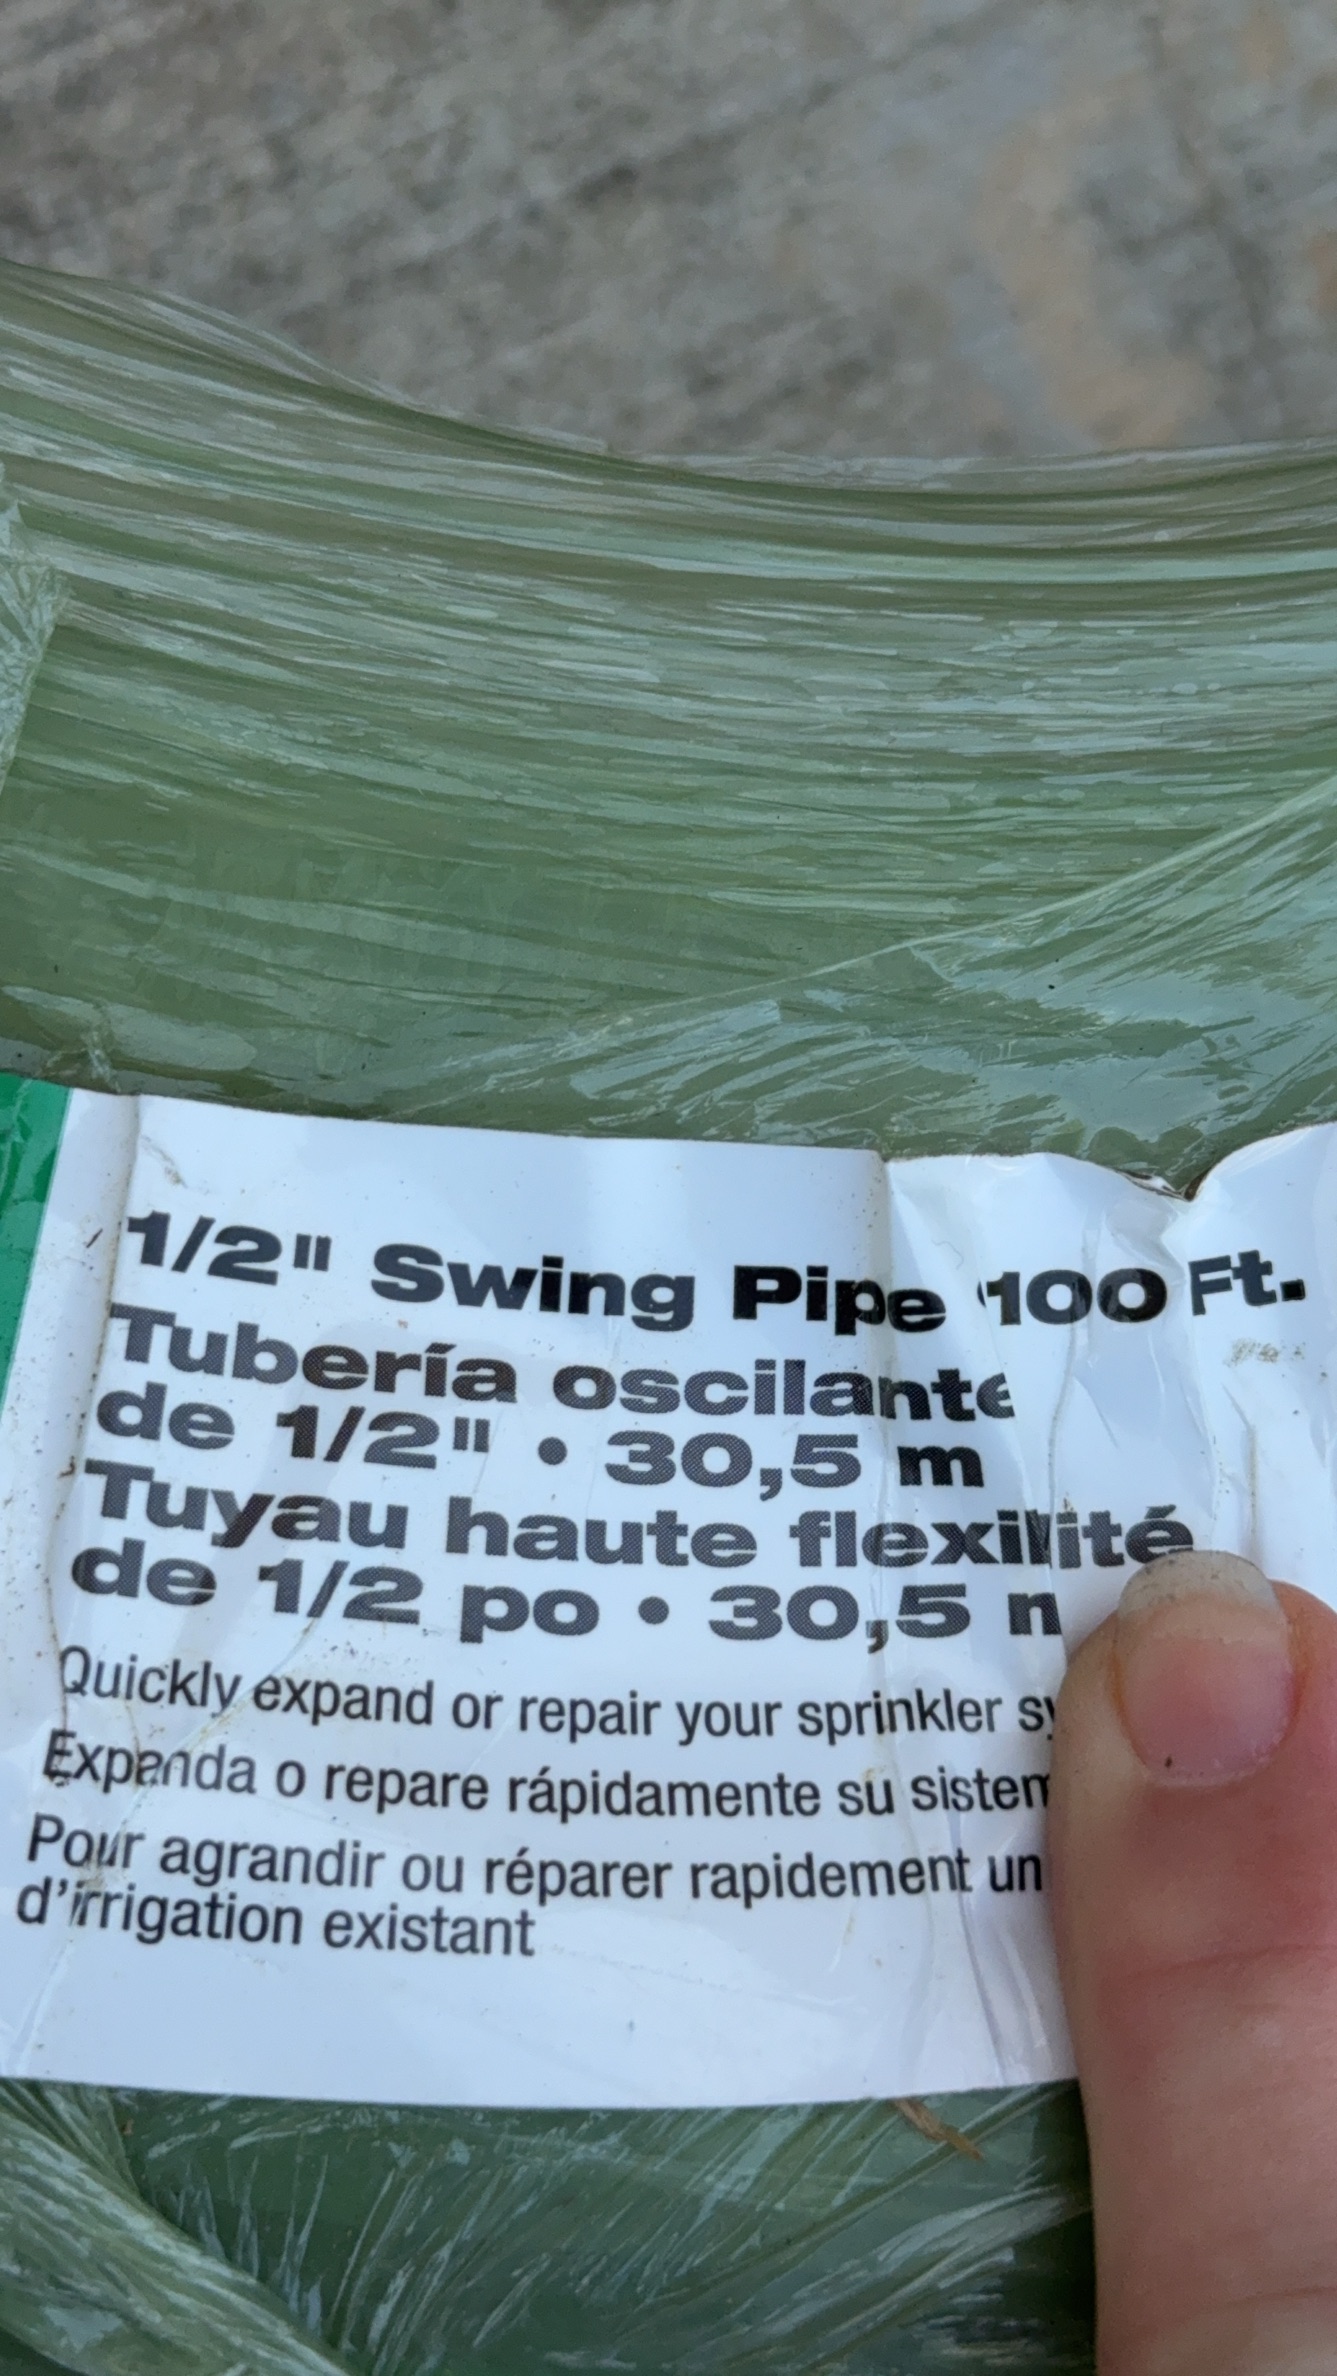 1/2" Swing Pipe 100 Ft.
Tubería oscilante
de 1/2" • 30,5 m
Tuyau haute flexibilité
de 1/2 po • 30,5
Quickly expand or repair your sprinkler
Expanda o repare rápidamente su
Pour agrandir ou réparer rapidement un
d'irrigation existant